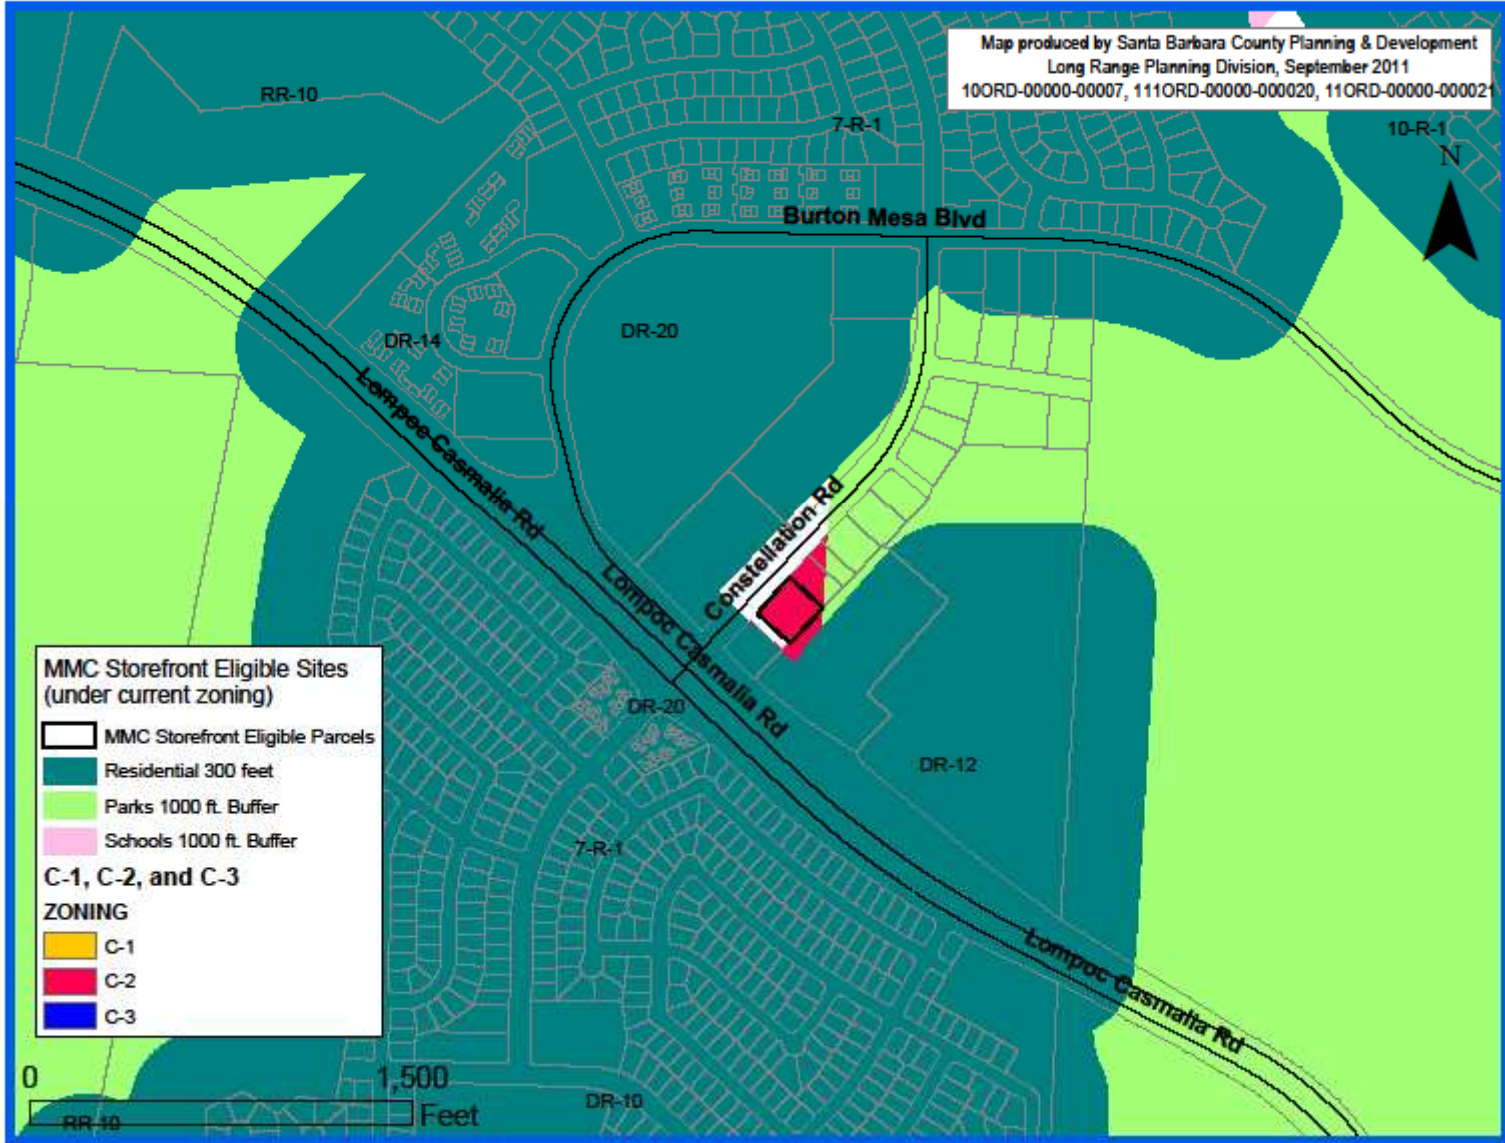 Map produced by Santa Barbara County Planning & Development
Long Range Planning Division, September 2011
10ORD-00000-00007, 111ORD-00000-000020, 11ORD-00000-000021
RR-10
7-R-1
10-R-1
N
Burton Mesa Blvd
DR-20
DR-14
Lompoc Casmalia Rd
Constellation Rd
Lompoc Casmalia Rd
DR-20
DR-12
7-R-1
Lompoc Casmalia Rd
MMC Storefront Eligible Sites
(under current zoning)
MMC Storefront Eligible Parcels
Residential 300 feet
Parks 1000 ft. Buffer
Schools 1000 ft. Buffer
C-1, C-2, and C-3
ZONING
C-1
C-2
C-3
0 1,500
Feet
RR-10
DR-10